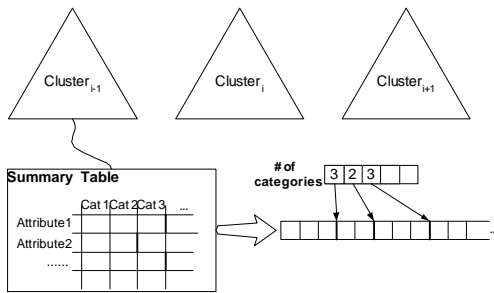 Cluster i-1
Cluster i
Cluster i+1
Summary Table
Cat 1 Cat 2 Cat 3 ...
Attribute1
Attribute2
......
# of
categories
3 2 3
...